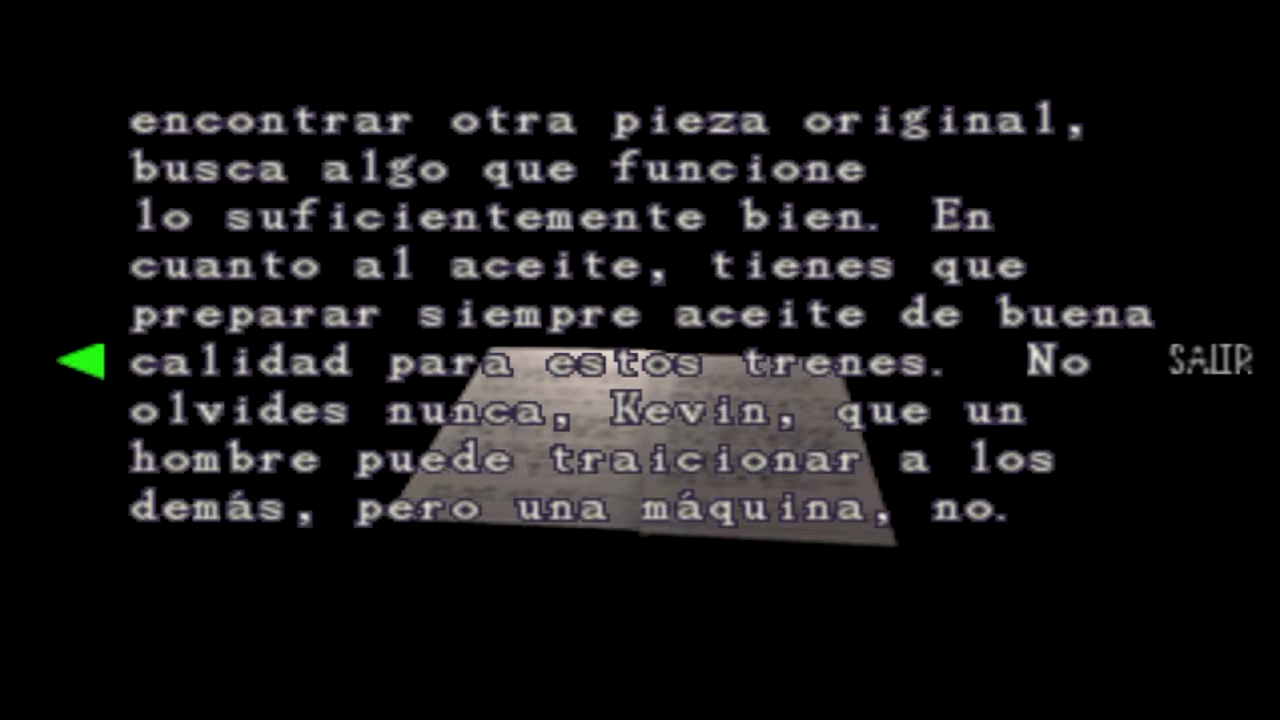 encontrar otra pieza original,
busca algo que funcione
lo suficientemente bien. En
cuanto al aceite, tienes que
preparar siempre aceite de buena
calidad para estos trenes. No
SALIR
olvides nunca, Kevin, que un
hombre puede traicionar a los
demás, pero una máquina, no.